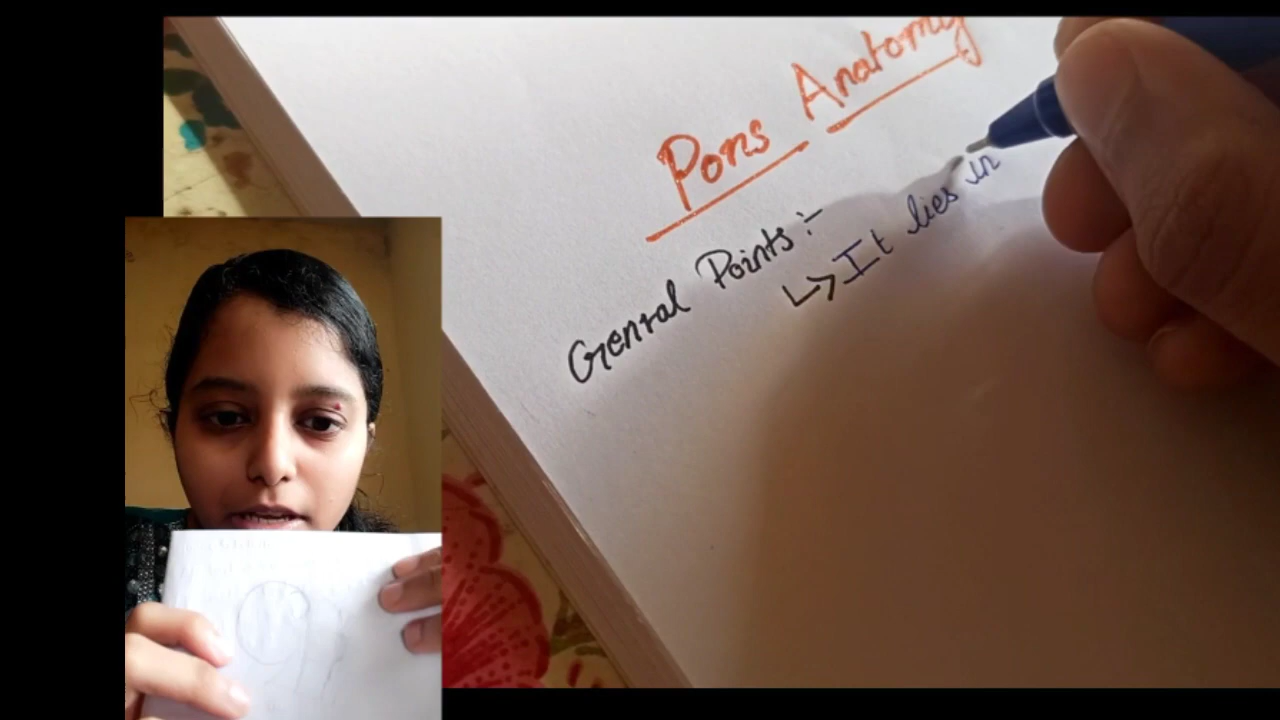 Pons Anatomy
Genral Points :-
↳ It lies in